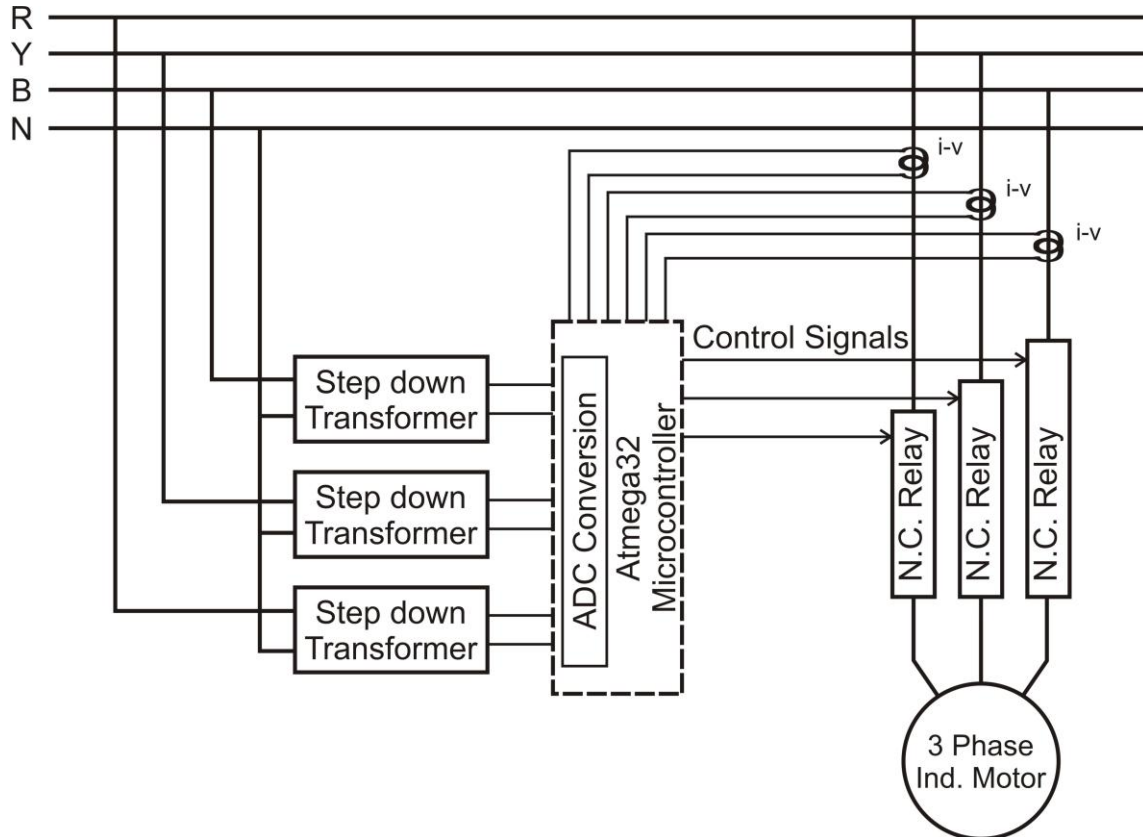 R
Y
B
N
i-v
i-v
i-v
Control Signals
Step down
Transformer
Step down
Transformer
Step down
Transformer
ADC Conversion
Atmega32
Microcontroller
N.C. Relay
N.C. Relay
N.C. Relay
3 Phase
Ind. Motor